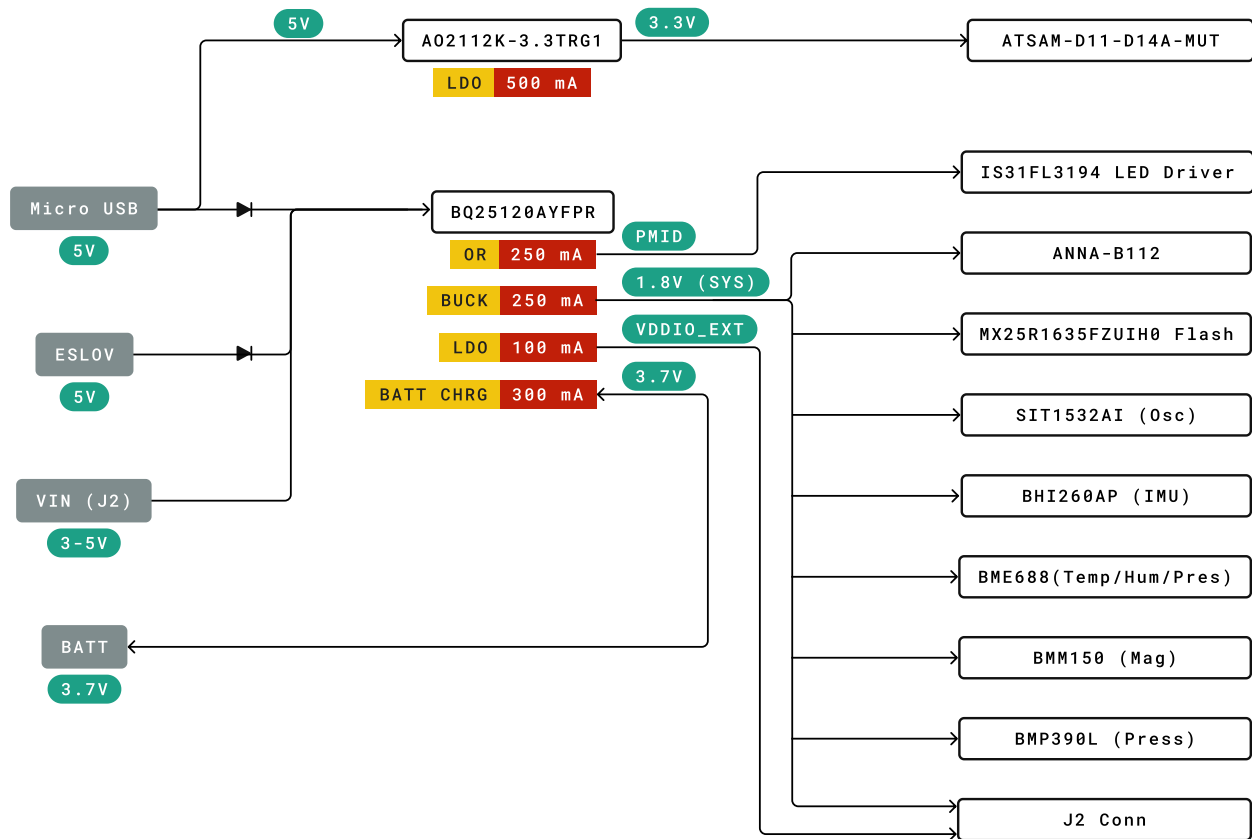 5V
3.3V
AO2112K-3.3TRG1
ATSAM-D11-D14A-MUT
LDO 500 mA
IS31FL3194 LED Driver
Micro USB
5V
BQ25120AYFPR
PMID
OR 250 mA
ANNA-B112
1.8V (SYS)
BUCK 250 mA
VDDIO_EXT
MX25R1635FZUIH0 Flash
ESLOV
5V
LDO 100 mA
3.7V
BATT CHRG 300 mA
SIT1532AI (Osc)
VIN (J2)
3-5V
BHI260AP (IMU)
BME688(Temp/Hum/Pres)
BATT
3.7V
BMM150 (Mag)
BMP390L (Press)
J2 Conn